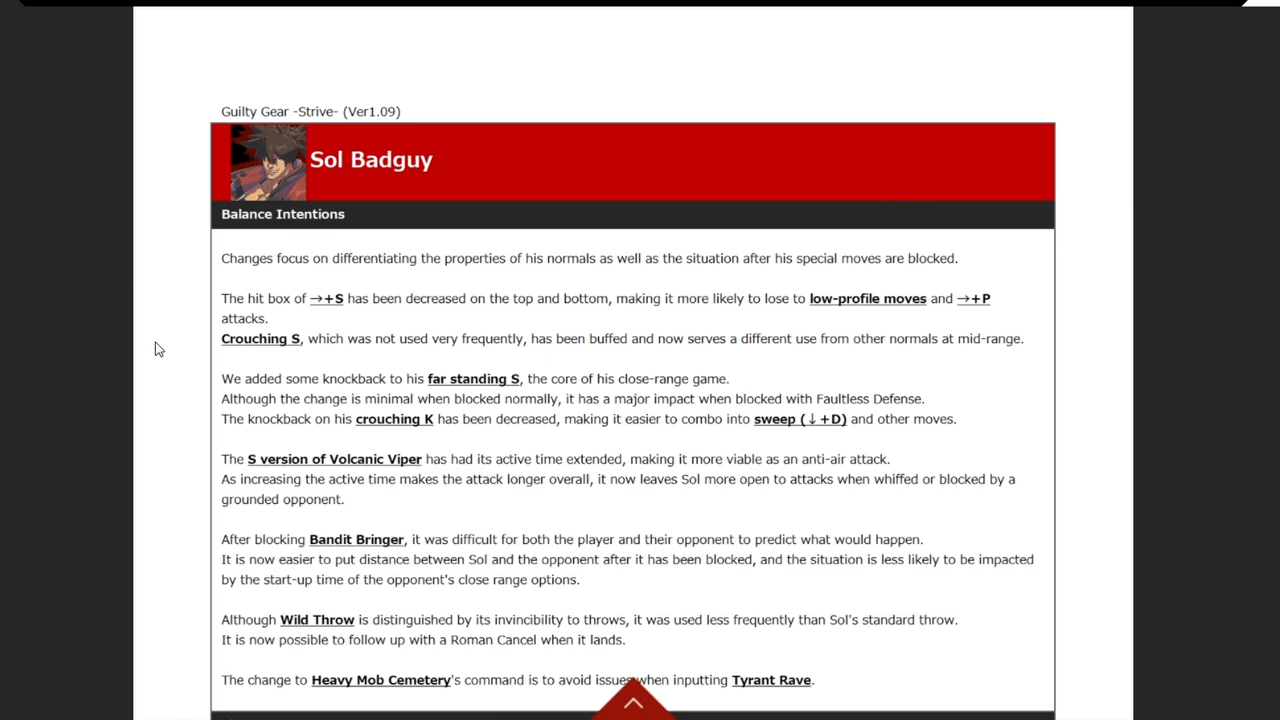 Guilty Gear -Strive- (Ver1.09)
Sol Badguy
Balance Intentions
Changes focus on differentiating the properties of his normals as well as the situation after his special moves are blocked.
The hit box of →+S has been decreased on the top and bottom, making it more likely to lose to low-profile moves and →+P
attacks.
Crouching S, which was not used very frequently, has been buffed and now serves a different use from other normals at mid-range.
We added some knockback to his far standing S, the core of his close-range game.
Although the change is minimal when blocked normally, it has a major impact when blocked with Faultless Defense.
The knockback on his crouching K has been decreased, making it easier to combo into sweep (↓+D) and other moves.
The S version of Volcanic Viper has had its active time extended, making it more viable as an anti-air attack.
As increasing the active time makes the attack longer overall, it now leaves Sol more open to attacks when whiffed or blocked by a
grounded opponent.
After blocking Bandit Bringer, it was difficult for both the player and their opponent to predict what would happen.
It is now easier to put distance between Sol and the opponent after it has been blocked, and the situation is less likely to be impacted
by the start-up time of the opponent's close range options.
Although Wild Throw is distinguished by its invincibility to throws, it was used less frequently than Sol's standard throw.
It is now possible to follow up with a Roman Cancel when it lands.
The change to Heavy Mob Cemetery's command is to avoid issues when inputting Tyrant Rave.